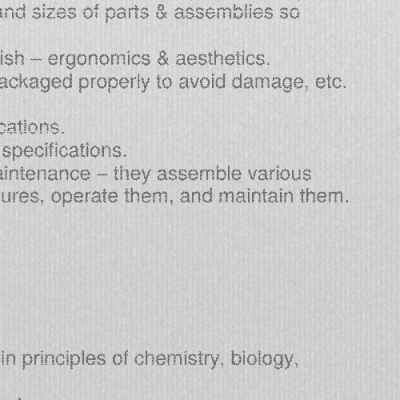 and sizes of parts & assemblies so
ish – ergonomics & aesthetics.
ackaged properly to avoid damage, etc.
cations.
specifications.
aintenance – they assemble various
ures, operate them, and maintain them.
in principles of chemistry, biology,